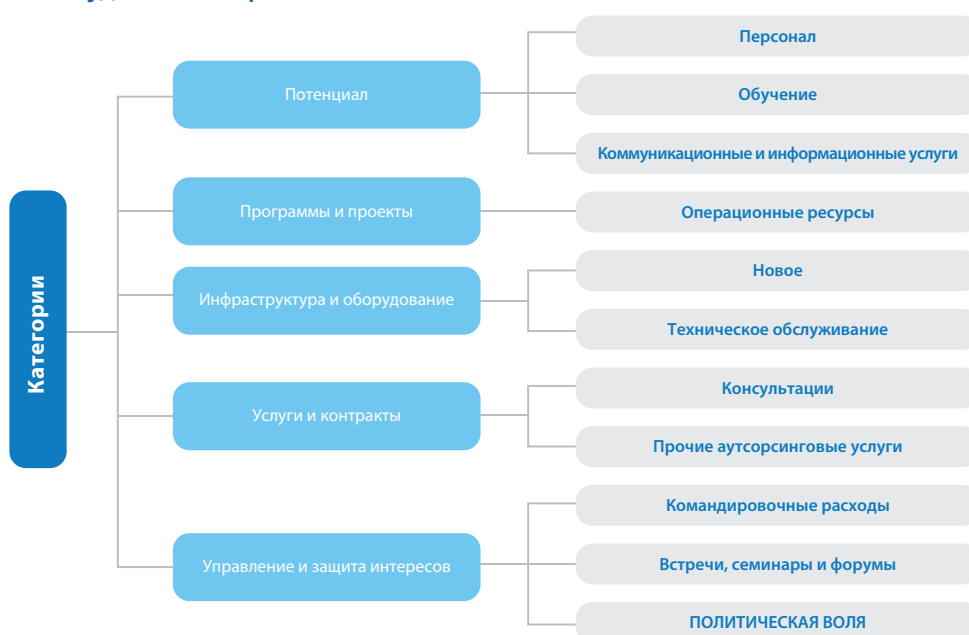 Категории
Потенциал
Персонал
Обучение
Коммуникационные и информационные услуги
Программы и проекты
Операционные ресурсы
Инфраструктура и оборудование
Новое
Техническое обслуживание
Услуги и контракты
Консультации
Прочие аутсорсинговые услуги
Управление и защита интересов
Командировочные расходы
Встречи, семинары и форумы
ПОЛИТИЧЕСКАЯ ВОЛЯ